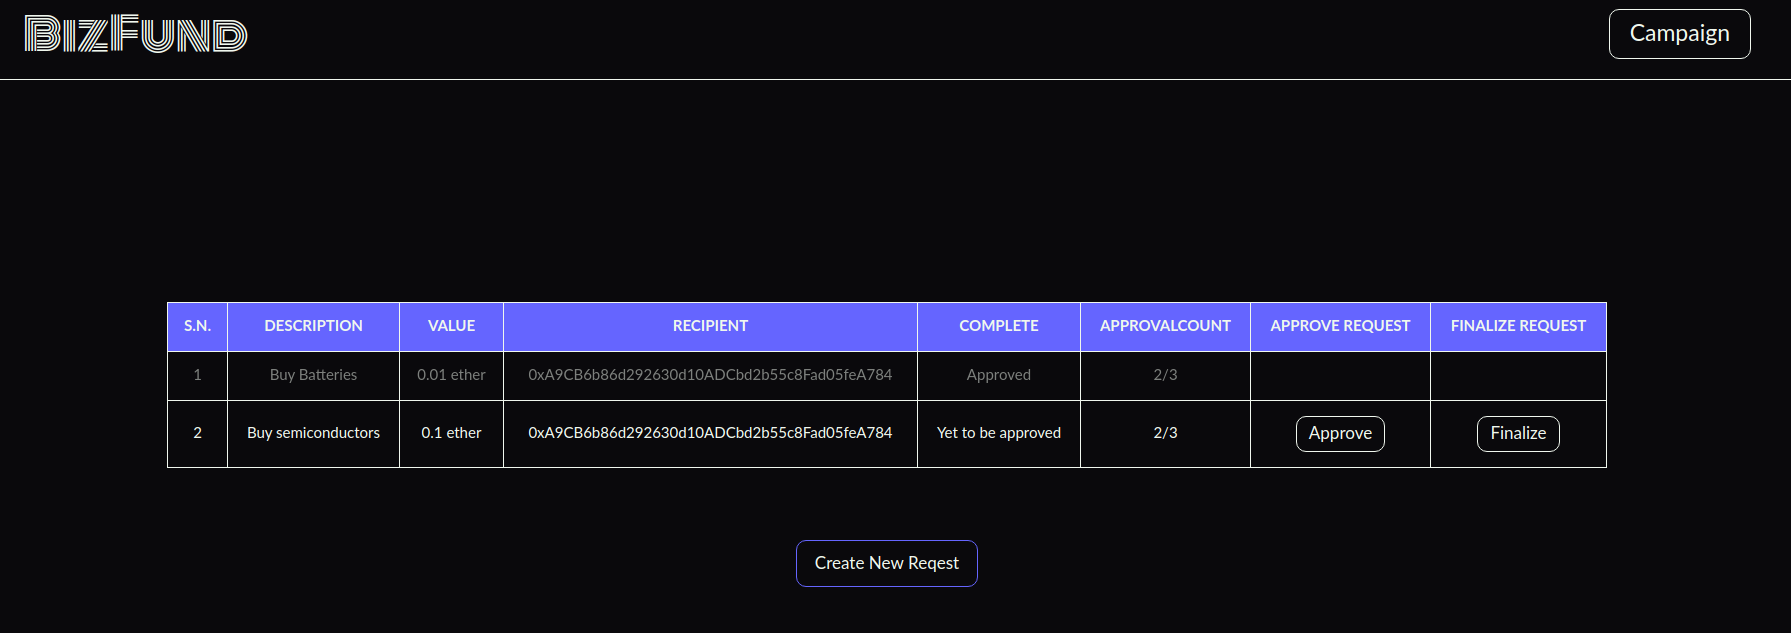 BizFund
Campaign
S.N. DESCRIPTION VALUE RECIPIENT COMPLETE APPROVALCOUNT APPROVE REQUEST FINALIZE REQUEST
1 Buy Batteries 0.01 ether 0xA9CB6b86d292630d10ADCbd2b55c8Fad05feA784 Approved 2/3
2 Buy semiconductors 0.1 ether 0xA9CB6b86d292630d10ADCbd2b55c8Fad05feA784 Yet to be approved 2/3 Approve Finalize
Create New Reqest